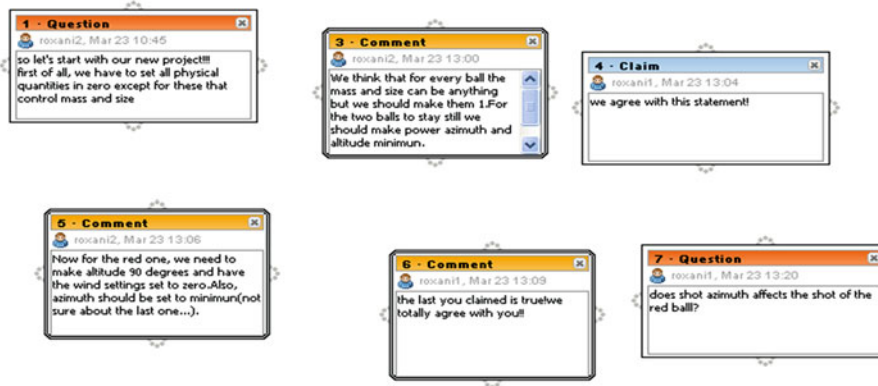 1 - Question
roxani2, Mar 23 10:45
so let's start with our new project!!!
first of all, we have to set all physical
quantities in zero except for these that
control mass and size
3 - Comment
roxani2, Mar 23 13:00
We think that for every ball the
mass and size can be anything
but we should make them 1.For
the two balls to stay still we
should make power azimuth and
altitude minimun.
4 - Claim
roxani1, Mar 23 13:04
we agree with this statement!
5 - Comment
roxani2, Mar 23 13:06
Now for the red one, we need to
make altitude 90 degrees and have
the wind settings set to zero.Also,
azimuth should be set to minimun(not
sure about the last one...).
6 - Comment
roxani1, Mar 23 13:09
the last you claimed is true!we
totally agree with you!!
7 - Question
roxani1, Mar 23 13:20
does shot azimuth affects the shot of the
red ball?